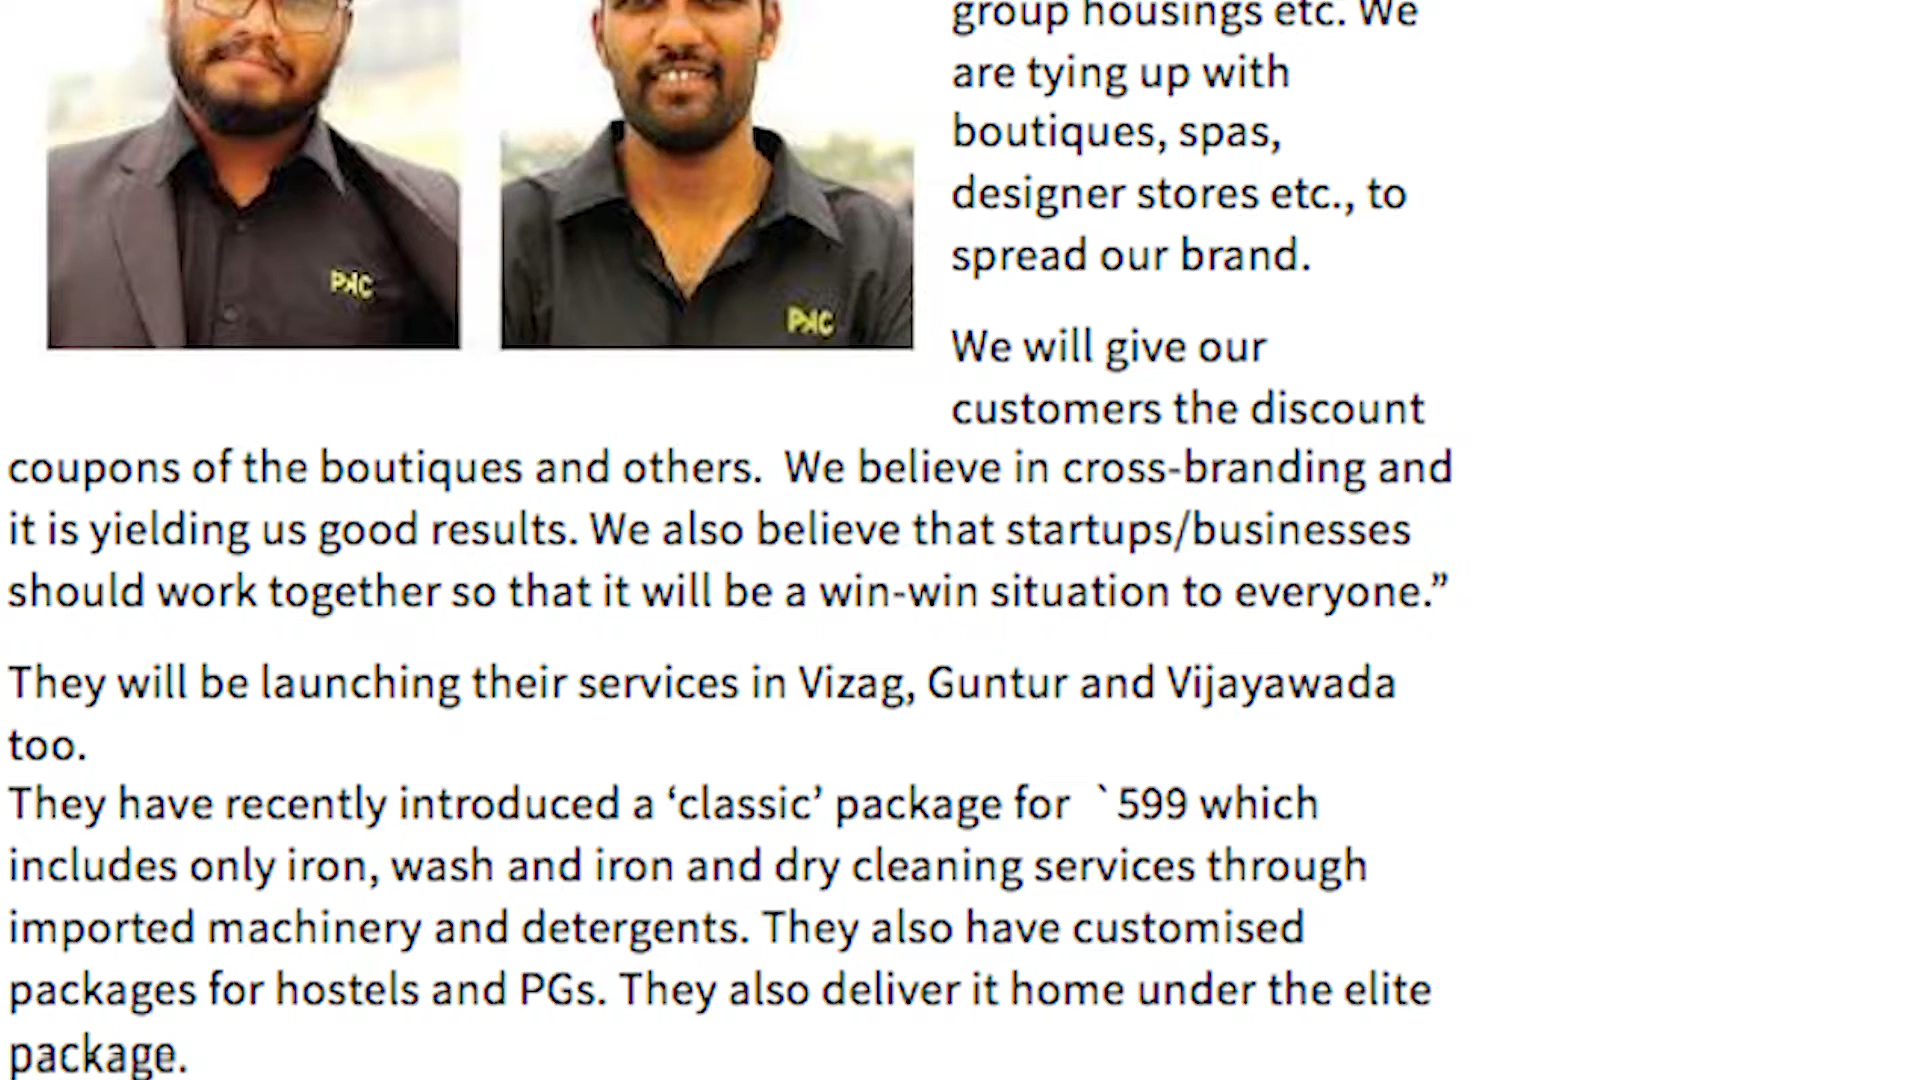 group housings etc. We
are tying up with
boutiques, spas,
designer stores etc., to
spread our brand.
We will give our
customers the discount
coupons of the boutiques and others.  We believe in cross-branding and
it is yielding us good results. We also believe that startups/businesses
should work together so that it will be a win-win situation to everyone.”
They will be launching their services in Vizag, Guntur and Vijayawada
too.
They have recently introduced a ‘classic’ package for  `599 which
includes only iron, wash and iron and dry cleaning services through
imported machinery and detergents. They also have customised
packages for hostels and PGs. They also deliver it home under the elite
package.